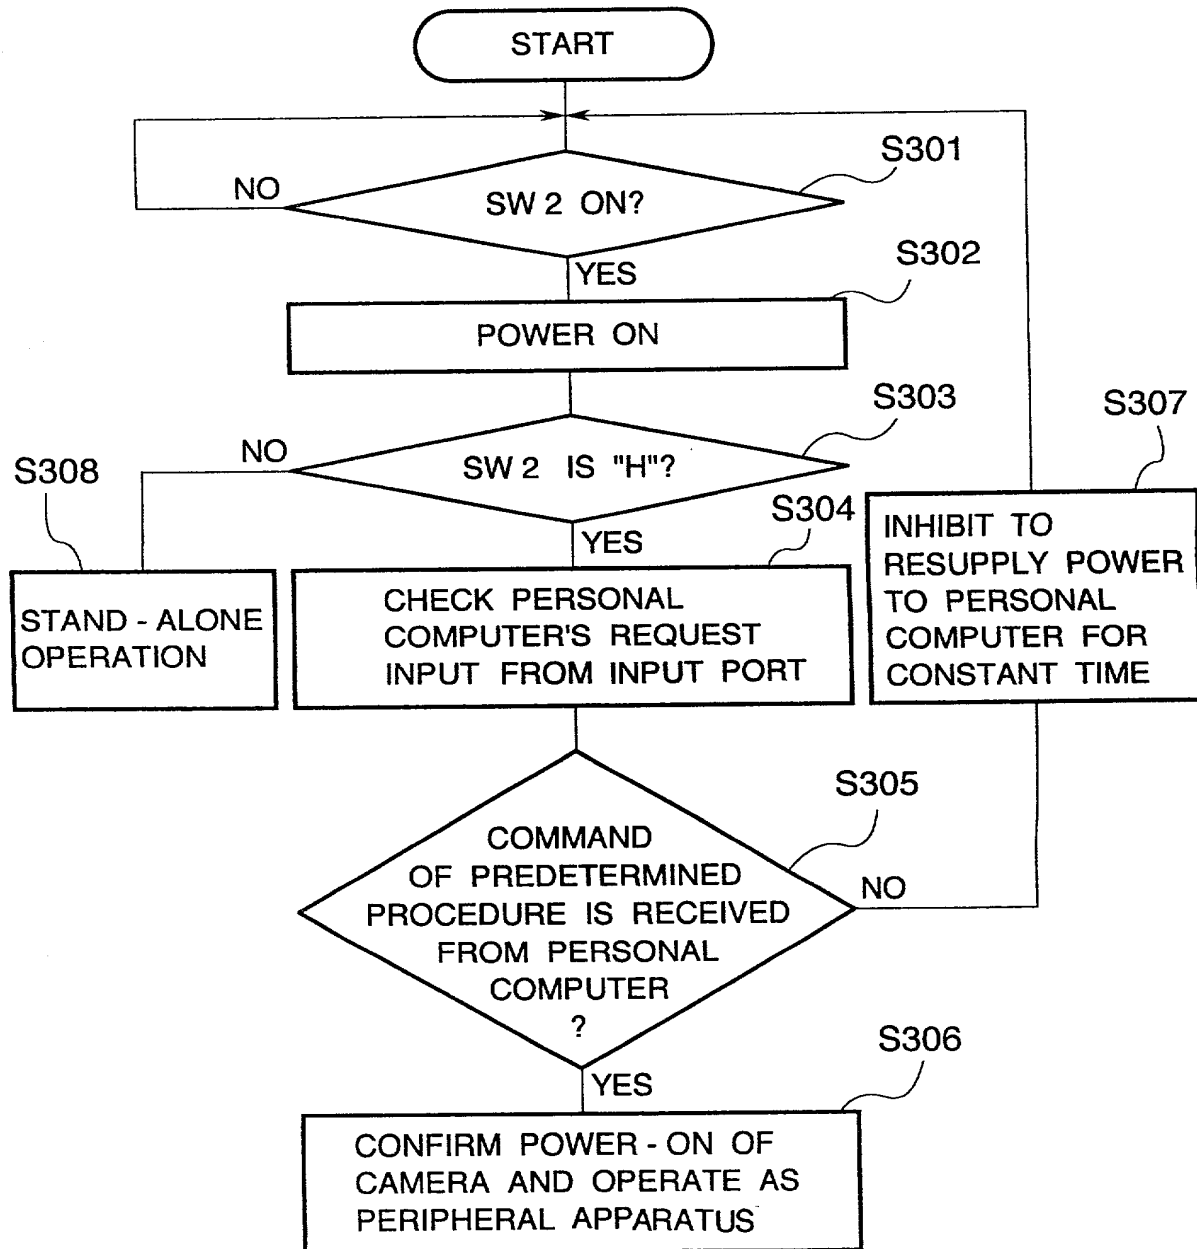 START
S301
NO
SW 2 ON?
YES
S302
POWER ON
S303
NO
SW 2 IS "H"?
S307
S308
YES
S304
INHIBIT TO
RESUPPLY POWER
TO PERSONAL
COMPUTER FOR
CONSTANT TIME
STAND - ALONE
OPERATION
CHECK PERSONAL
COMPUTER'S REQUEST
INPUT FROM INPUT PORT
S305
COMMAND
OF PREDETERMINED
PROCEDURE IS RECEIVED
FROM PERSONAL
COMPUTER
?
NO
YES
S306
CONFIRM POWER - ON OF
CAMERA AND OPERATE AS
PERIPHERAL APPARATUS